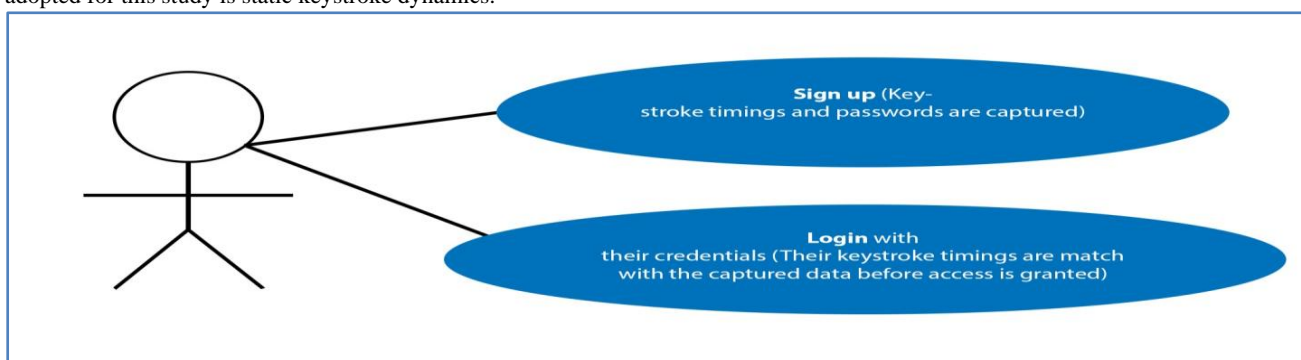 adopted for this study is static keystroke dynamics.
Sign up (Key-
stroke timings and passwords are captured)
Login with
their credentials (Their keystroke timings are match
with the captured data before access is granted)